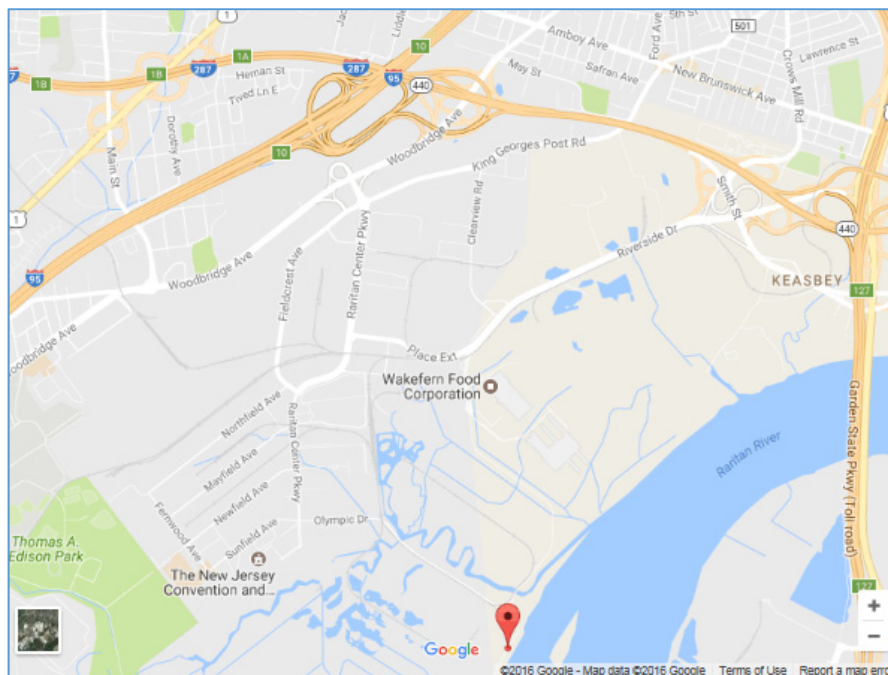 1
10
Amboy Ave
5th St
501
Ford Ave
Lawrence St
Crows Mill Rd
1A
287
1B
1B
287
Heman St
95
440
May St
Safran Ave
New Brunswick Ave
Twed Ln E
Dorothy Ave
Main St
10
Woodbridge Ave
King Georges Post Rd
Smith St
1
Clearview Rd
Raritan Center Pkwy
Fieldcrest Ave
Riverside Dr
440
95
Woodbridge Ave
KEASBEY
127
Place Ext
Wakefern Food
Corporation
Northfield Ave
Raritan Center Pkwy
Garden State Pkwy (Toll road)
Raritan River
Mayfield Ave
Newfield Ave
Fernwood Ave
Sunfield Ave
Olympic Dr
Thomas A.
Edison Park
The New Jersey
Convention and...
127
+
−
Google
©2016 Google - Map data ©2016 Google Terms of Use Report a map